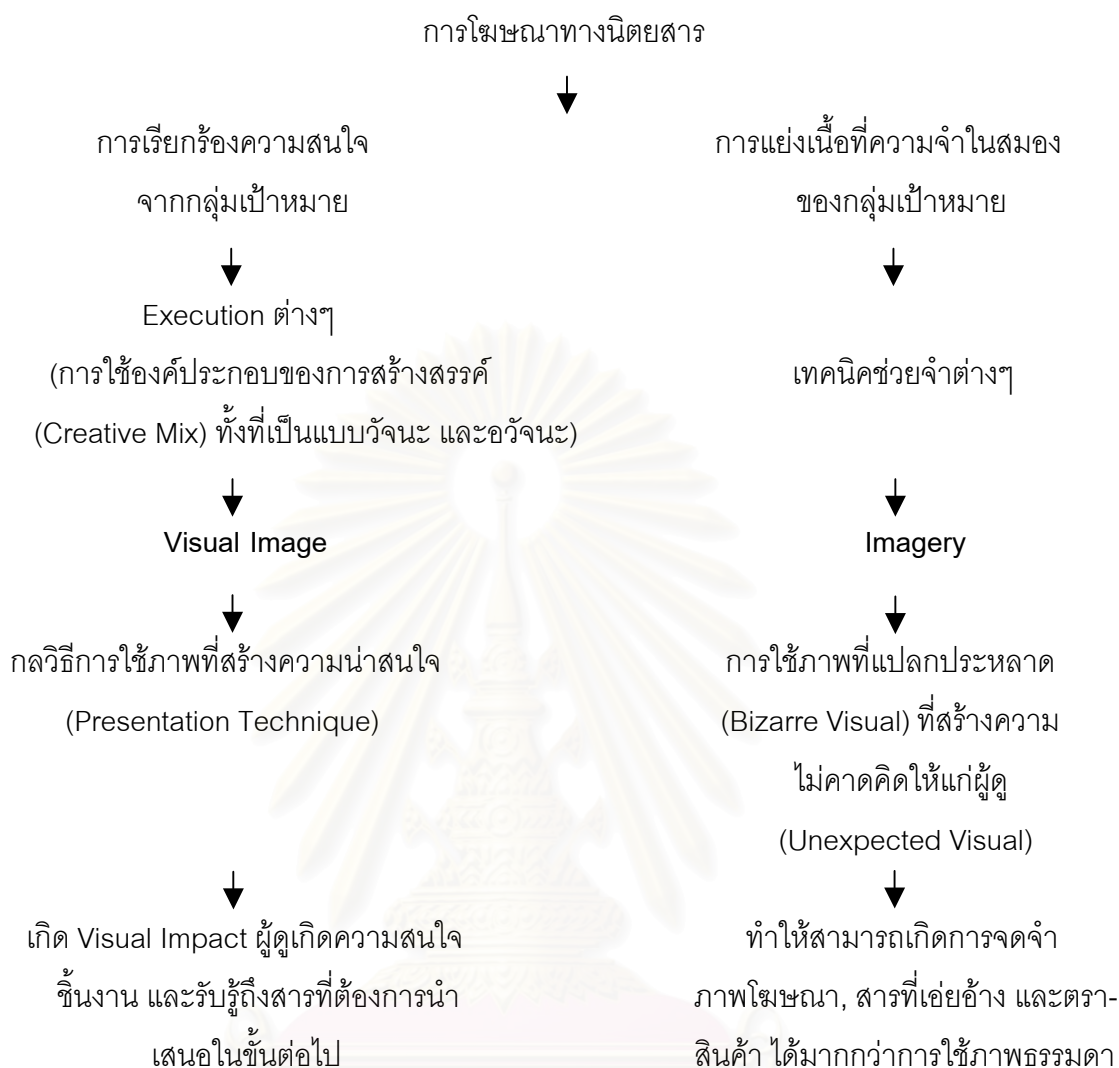 การโฆษณาทางนิตยสาร
การเรียกร้องความสนใจ
จากกลุ่มเป้าหมาย
Execution ต่างๆ
(การใช้องค์ประกอบของการสร้างสรรค์
(Creative Mix) ทั้งที่เป็นแบบวัจนะ และอวัจนะ)
Visual Image
กลวิธีการใช้ภาพที่สร้างความน่าสนใจ
(Presentation Technique)
เกิด Visual Impact ผู้ดูเกิดความสนใจ
ชิ้นงาน และรับรู้ถึงสารที่ต้องการนำ
เสนอในขั้นต่อไป
การแย่งเนื้อที่ความจำในสมอง
ของกลุ่มเป้าหมาย
เทคนิคช่วยจำต่างๆ
Imagery
การใช้ภาพที่แปลกประหลาด
(Bizarre Visual) ที่สร้างความ
ไม่คาดคิดให้แก่ผู้ดู
(Unexpected Visual)
ทำให้สามารถเกิดการจดจำ
ภาพโฆษณา, สารที่เอ่ยอ้าง และตรา-
สินค้า ได้มากกว่าการใช้ภาพธรรมดา